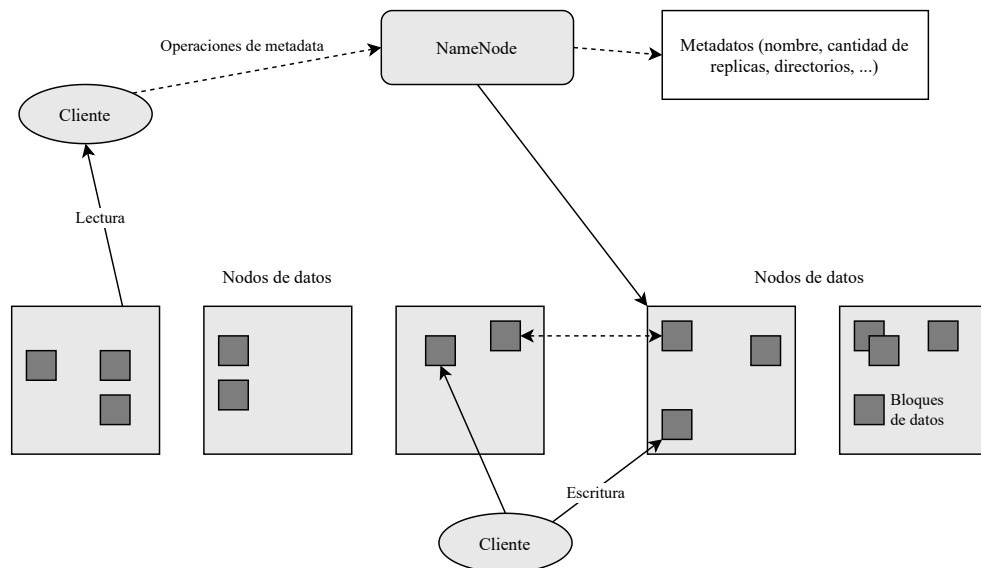 Operaciones de metadata
NameNode
Metadatos (nombre, cantidad de
replicas, directorios, ...)
Cliente
Lectura
Nodos de datos
Nodos de datos
Bloques
de datos
Escritura
Cliente